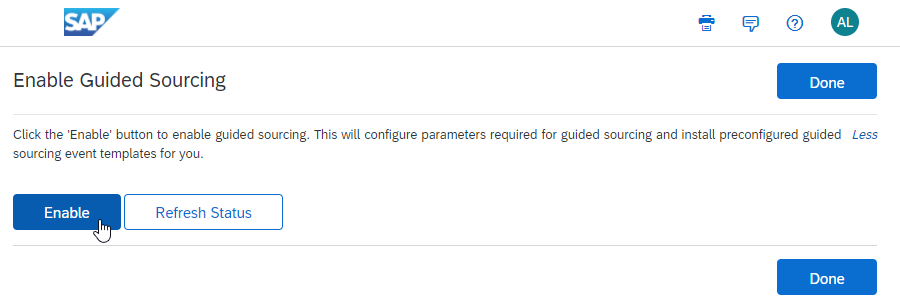 SAP
AL
Enable Guided Sourcing
Done
Click the 'Enable' button to enable guided sourcing. This will configure parameters required for guided sourcing and install preconfigured guided Less
sourcing event templates for you.
Enable Refresh Status
Done